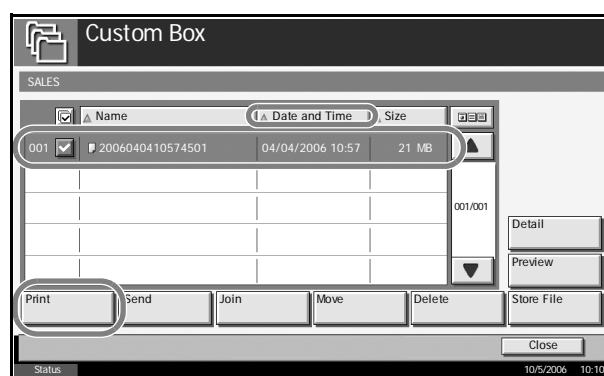 Custom Box
SALES
Name Date and Time Size
001 2006040410574501 04/04/2006 10:57 21 MB
001/001
Detail
Preview
Print Send Join Move Delete Store File
Close
Status 10/5/2006 10:10